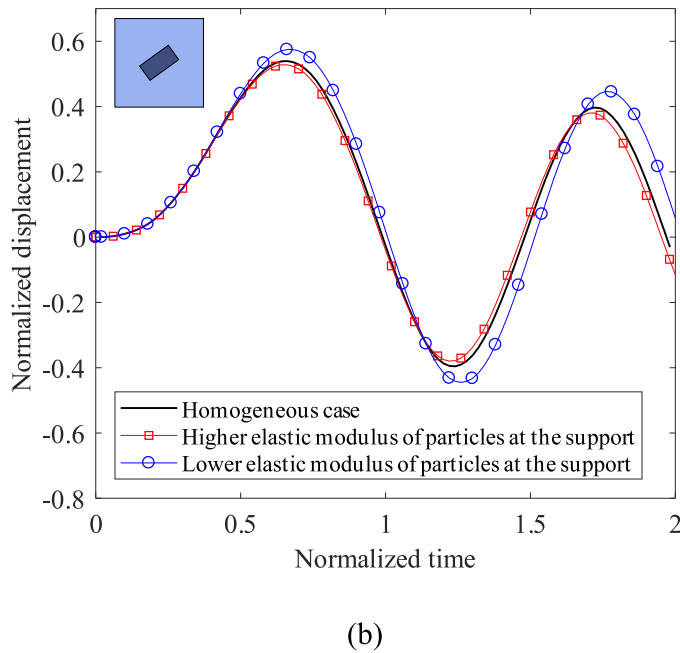 0.6
0.4
0.2
0
-0.2
-0.4
-0.6
-0.8
Normalized displacement
Homogeneous case
Higher elastic modulus of particles at the support
Lower elastic modulus of particles at the support
0 0.5 1 1.5 2
Normalized time
(b)